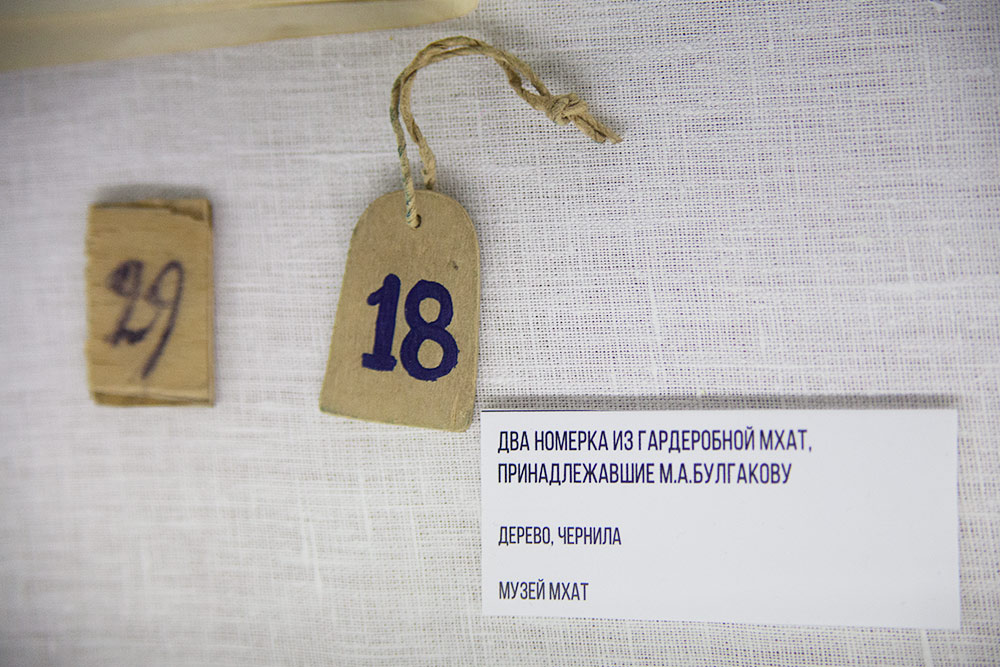 29
18
ДВА НОМЕРКА ИЗ ГАРДЕРОБНОЙ МХАТ,
ПРИНАДЛЕЖАВШИЕ М.А.БУЛГАКОВУ
ДЕРЕВО, ЧЕРНИЛА
МУЗЕЙ МХАТ